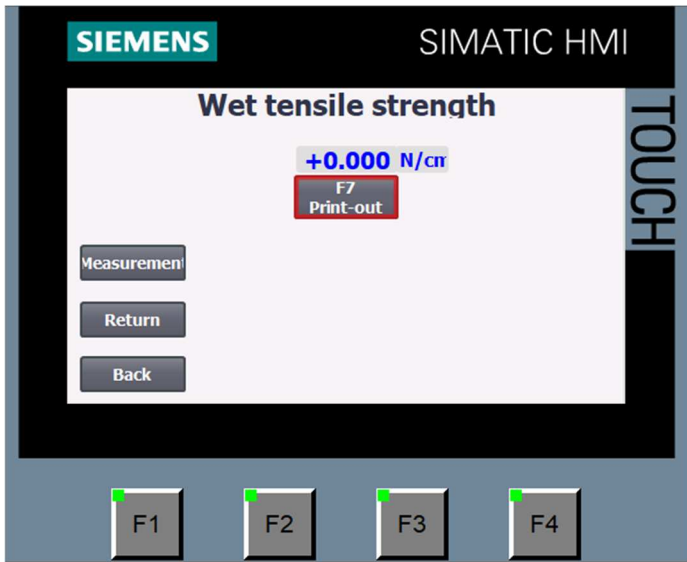 SIEMENS
SIMATIC HMI
TOUCH
Wet tensile strength
+0.000 N/cm
F7
Print-out
Measurement
Return
Back
F1
F2
F3
F4